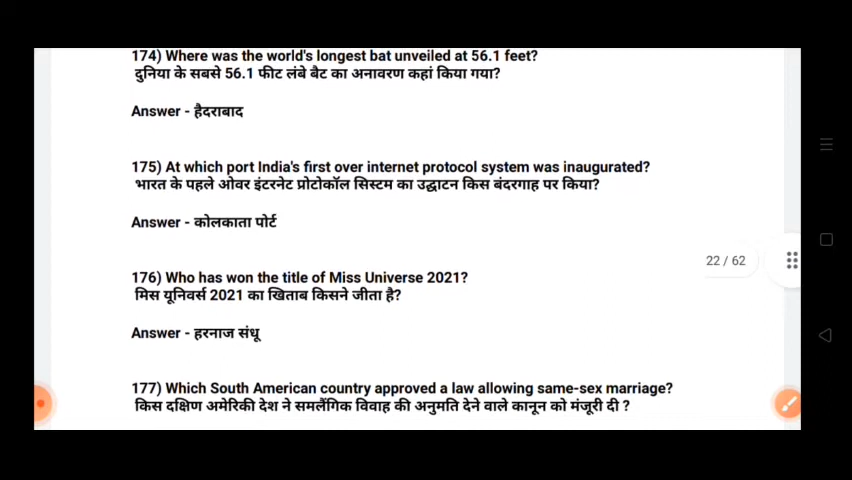 174) Where was the world's longest bat unveiled at 56.1 feet?
दुनिया के सबसे 56.1 फीट लंबे बैट का अनावरण कहां किया गया?
Answer - हैदराबाद
175) At which port India's first over internet protocol system was inaugurated?
भारत के पहले ओवर इंटरनेट प्रोटोकॉल सिस्टम का उद्घाटन किस बंदरगाह पर किया?
Answer - कोलकाता पोर्ट
22 / 62
176) Who has won the title of Miss Universe 2021?
मिस यूनिवर्स 2021 का खिताब किसने जीता है?
Answer - हरनाज संधू
177) Which South American country approved a law allowing same-sex marriage?
किस दक्षिण अमेरिकी देश ने समलैंगिक विवाह की अनुमति देने वाले कानून को मंजूरी दी ?